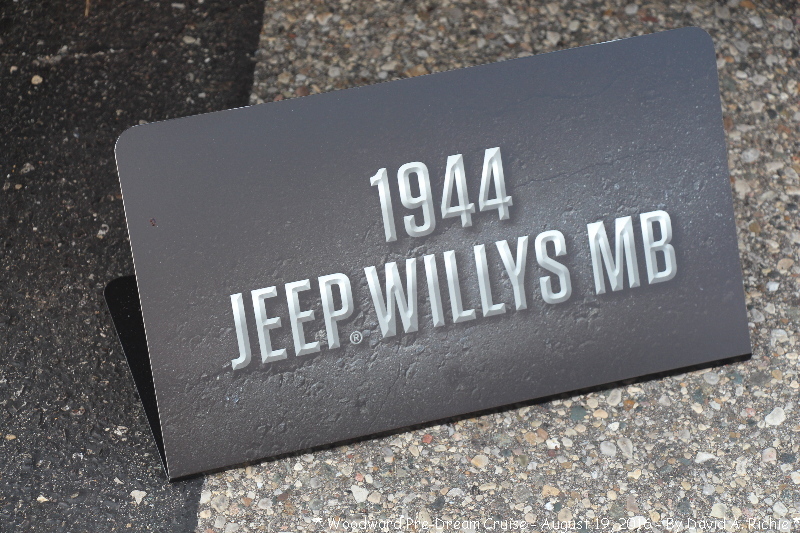 1944
JEEP® WILLYS MB
Woodward Pre-Dream Cruise - August 19, 2016 - By David A. Richie